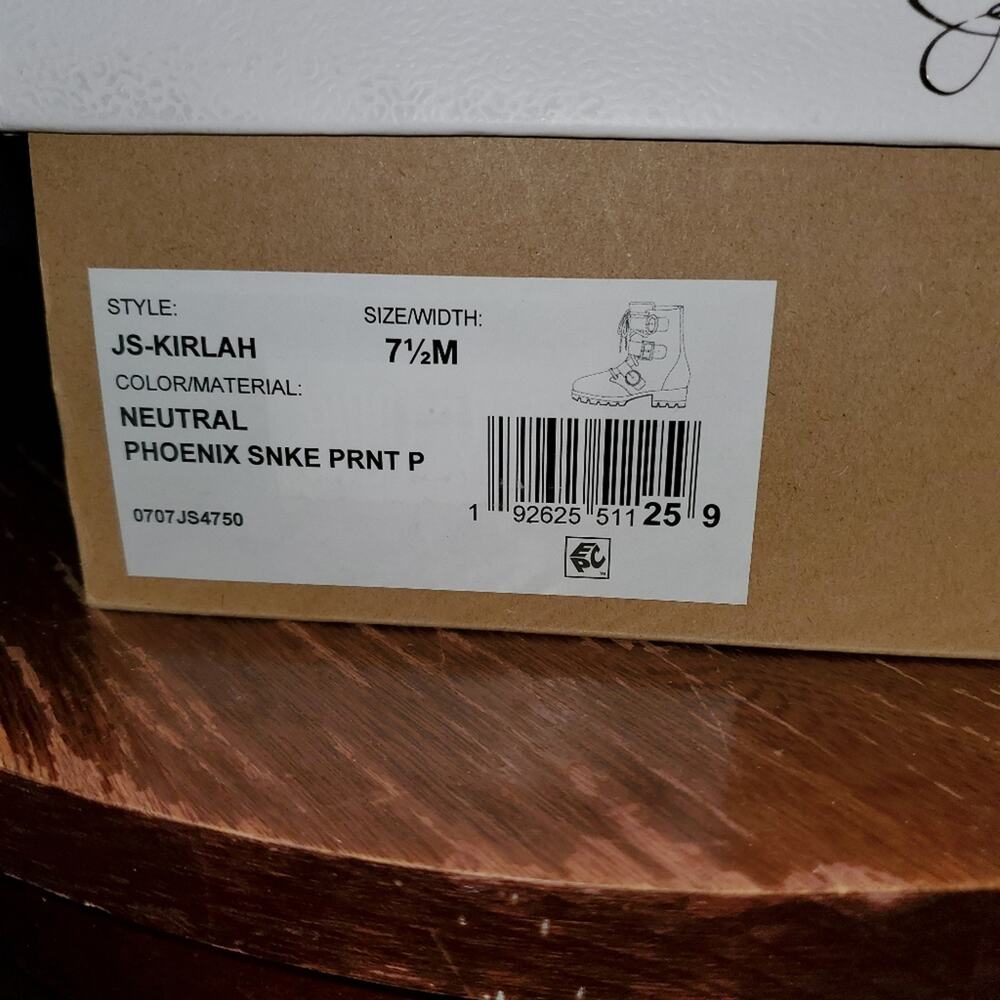 STYLE:
SIZE/WIDTH:
JS-KIRLAH
7½M
COLOR/MATERIAL:
NEUTRAL
PHOENIX SNKE PRNT P
0707JS4750
1 92625 511 25 9
EPC